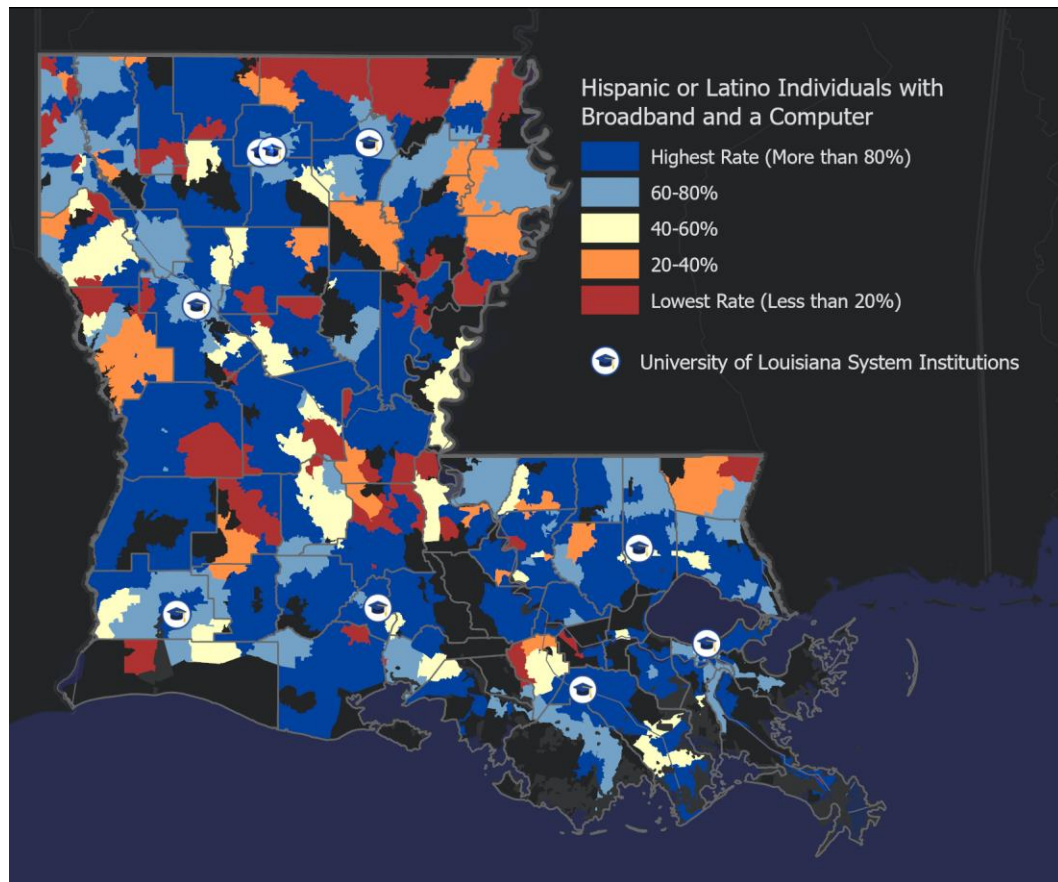 Hispanic or Latino Individuals with
Broadband and a Computer
Highest Rate (More than 80%)
60-80%
40-60%
20-40%
Lowest Rate (Less than 20%)
University of Louisiana System Institutions